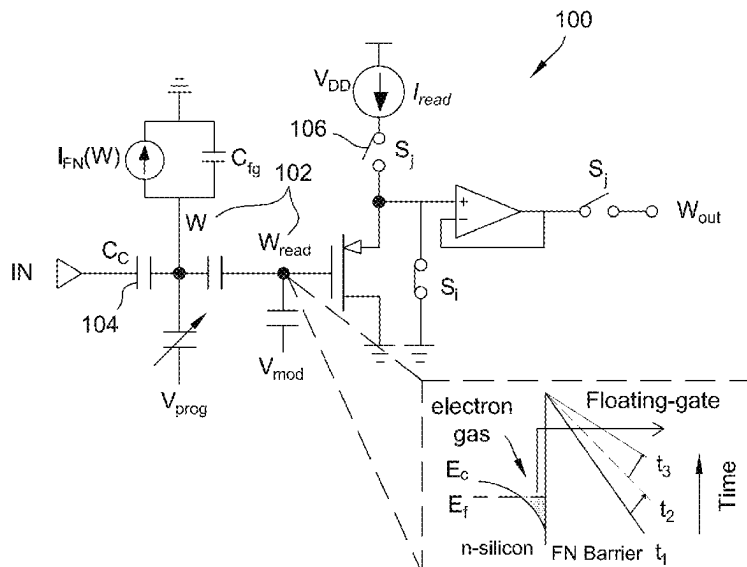 100
V_DD
I_read
106
S_j
I_FN(W)
C_fg
102
W
W_read
S_j
W_out
IN
C_C
104
S_i
V_mod
V_prog
+
−
electron
gas
Floating-gate
E_c
E_f
t_3
t_2
t_1
Time
n-silicon
FN Barrier